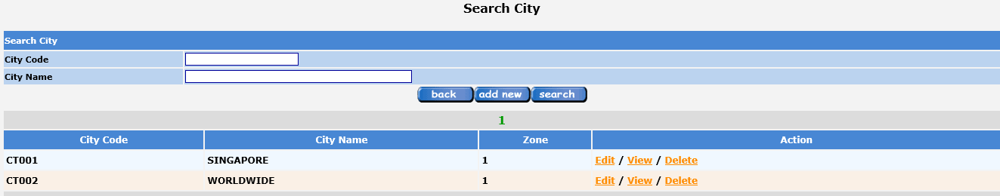 Search City
Search City
City Code
City Name
back add new search
1
City Code City Name Zone Action
CT001 SINGAPORE 1 Edit / View / Delete
CT002 WORLDWIDE 1 Edit / View / Delete